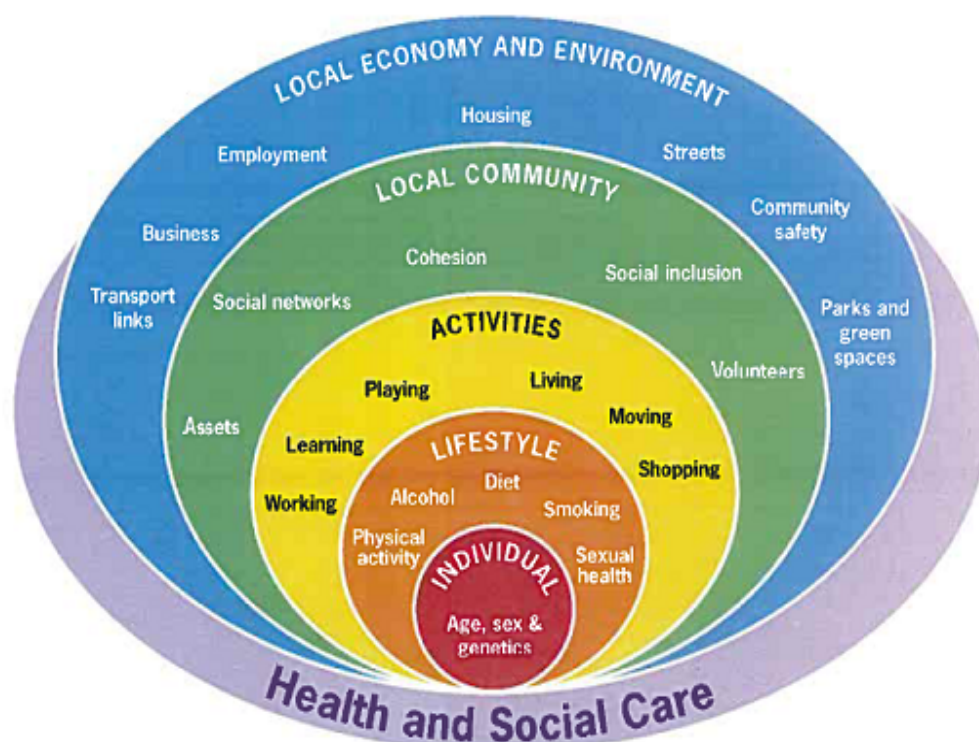 LOCAL ECONOMY AND ENVIRONMENT
Housing
Employment
Streets
Business
Community
safety
Transport
links
Parks and
green
spaces
LOCAL COMMUNITY
Cohesion
Social inclusion
Social networks
Volunteers
Assets
ACTIVITIES
Playing
Living
Learning
Moving
Working
Shopping
LIFESTYLE
Diet
Alcohol
Smoking
Physical
activity
Sexual
health
INDIVIDUAL
Age, sex &
genetics
Health and Social Care